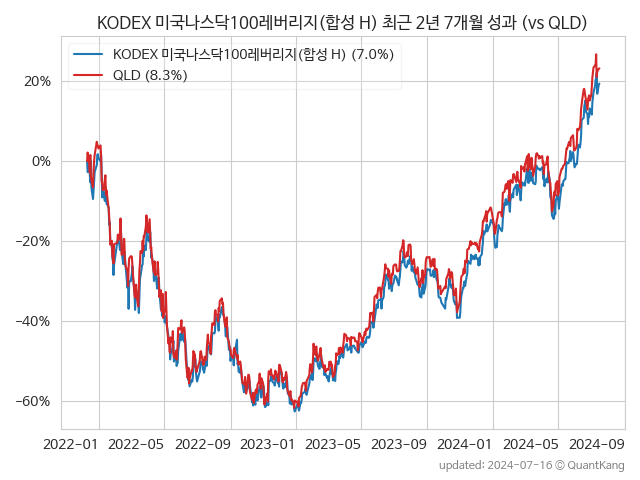 KODEX 미국나스닥100레버리지(합성 H) 최근 2년 7개월 성과 (vs QLD)
KODEX 미국나스닥100레버리지(합성 H) (7.0%)
QLD (8.3%)
20%
0%
−20%
−40%
−60%
2022-01 2022-05 2022-09 2023-01 2023-05 2023-09 2024-01 2024-05 2024-09
updated: 2024-07-16 © QuantKang